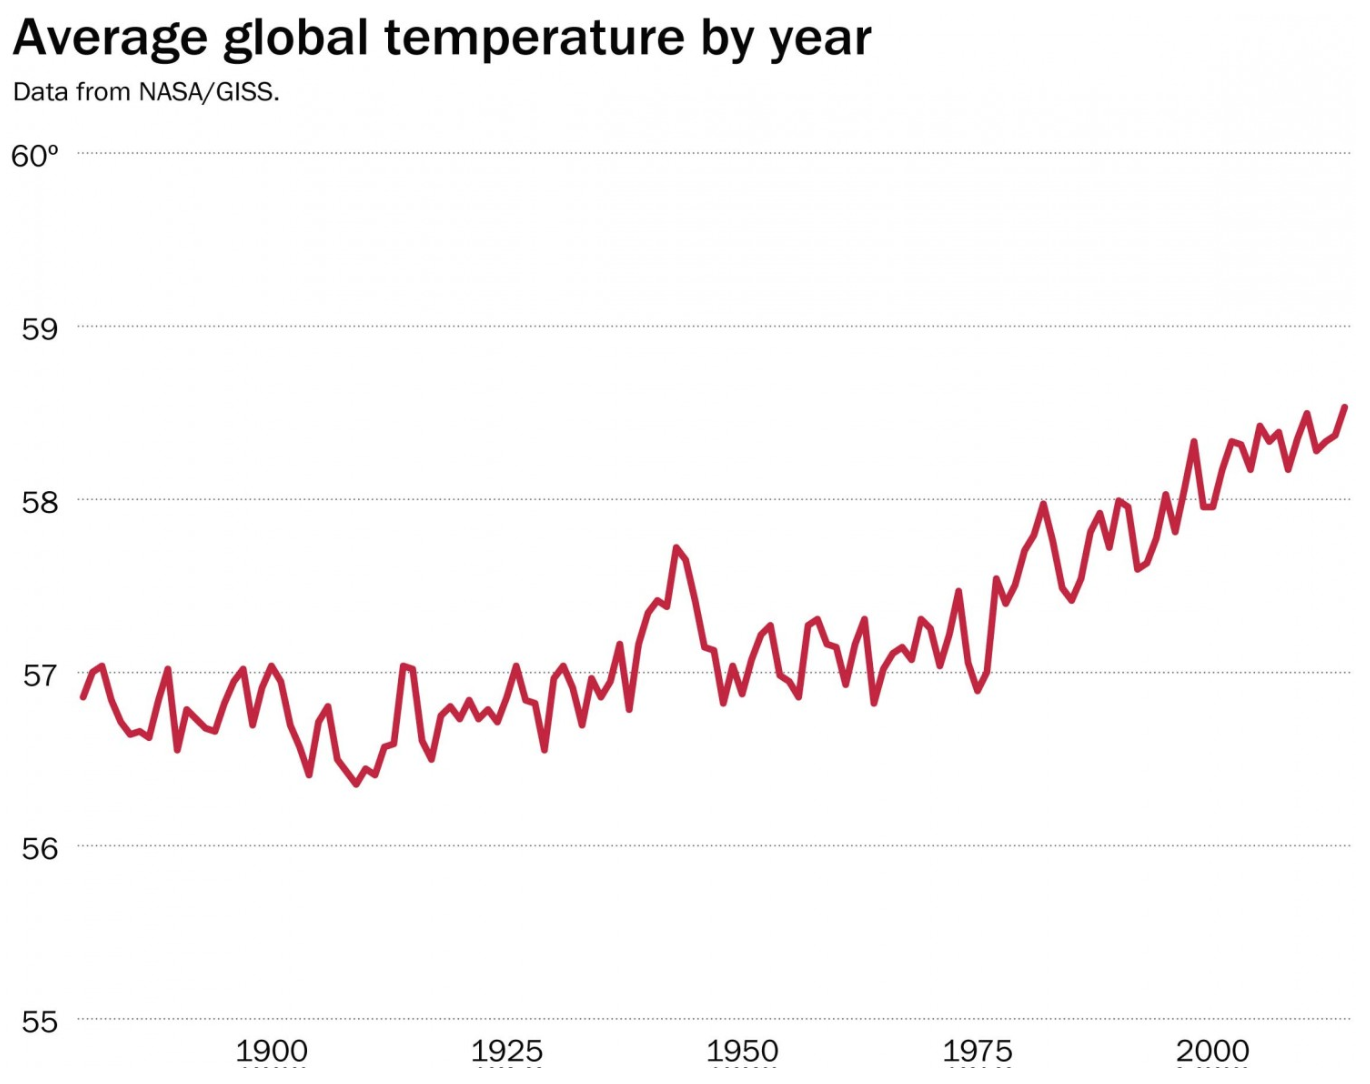 Average global temperature by year
Data from NASA/GISS.
60º
59
58
57
56
55
1900 1925 1950 1975 2000